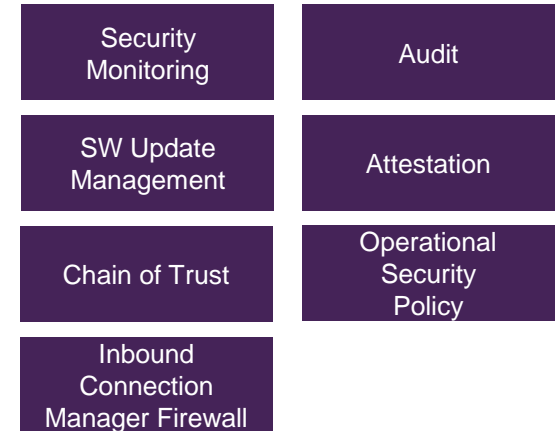 Security
Monitoring
Audit
SW Update
Management
Attestation
Chain of Trust
Operational
Security
Policy
Inbound
Connection
Manager Firewall